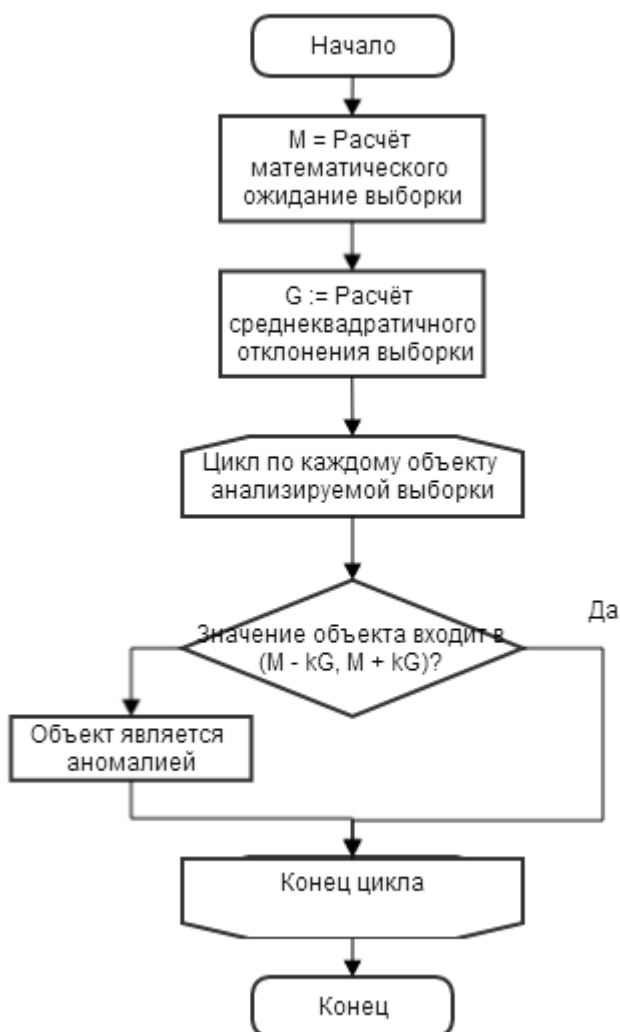 Начало
М = Расчёт
математического
ожидание выборки
G := Расчёт
среднеквадратичного
отклонения выборки
Цикл по каждому объекту
анализируемой выборки
Да
Значение объекта входит в
(M - kG, M + kG)?
Объект является
аномалией
Конец цикла
Конец